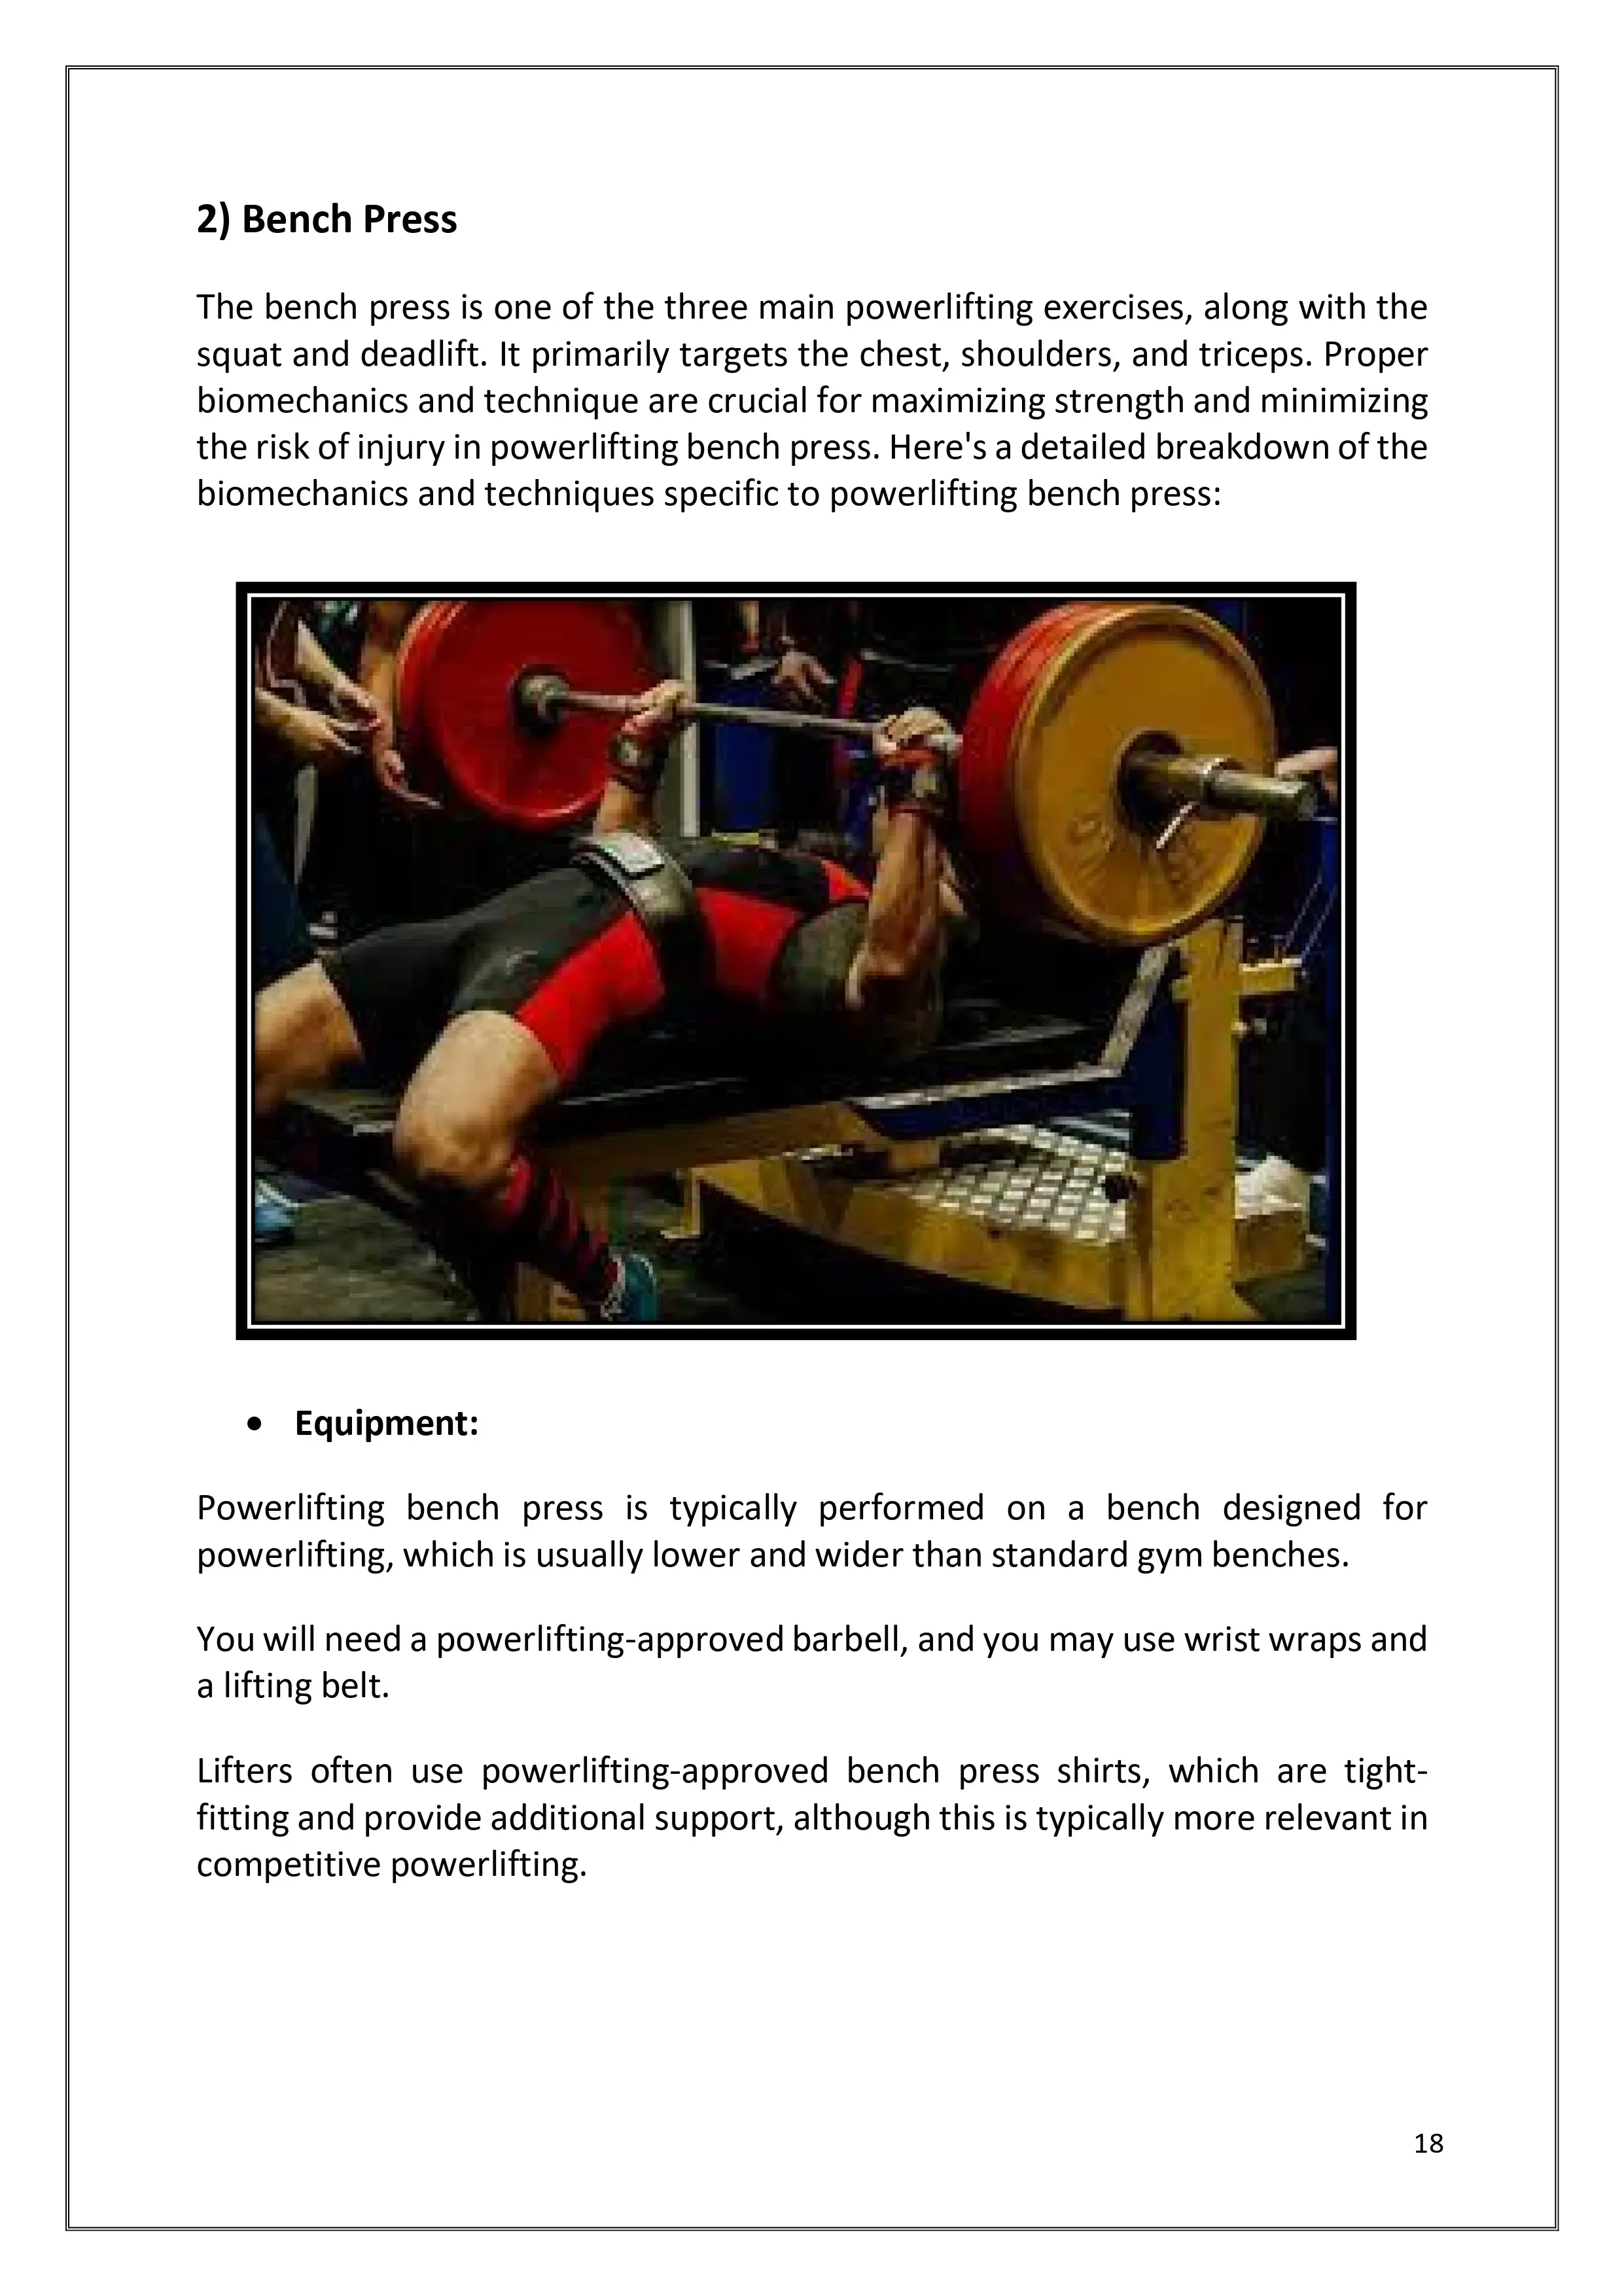 2) Bench Press
The bench press is one of the three main powerlifting exercises, along with the
squat and deadlift. It primarily targets the chest, shoulders, and triceps. Proper
biomechanics and technique are crucial for maximizing strength and minimizing
the risk of injury in powerlifting bench press. Here's a detailed breakdown of the
biomechanics and techniques specific to powerlifting bench press:
• Equipment:
Powerlifting bench press is typically performed on a bench designed for
powerlifting, which is usually lower and wider than standard gym benches.
You will need a powerlifting-approved barbell, and you may use wrist wraps and
a lifting belt.
Lifters often use powerlifting-approved bench press shirts, which are tight-
fitting and provide additional support, although this is typically more relevant in
competitive powerlifting.
18